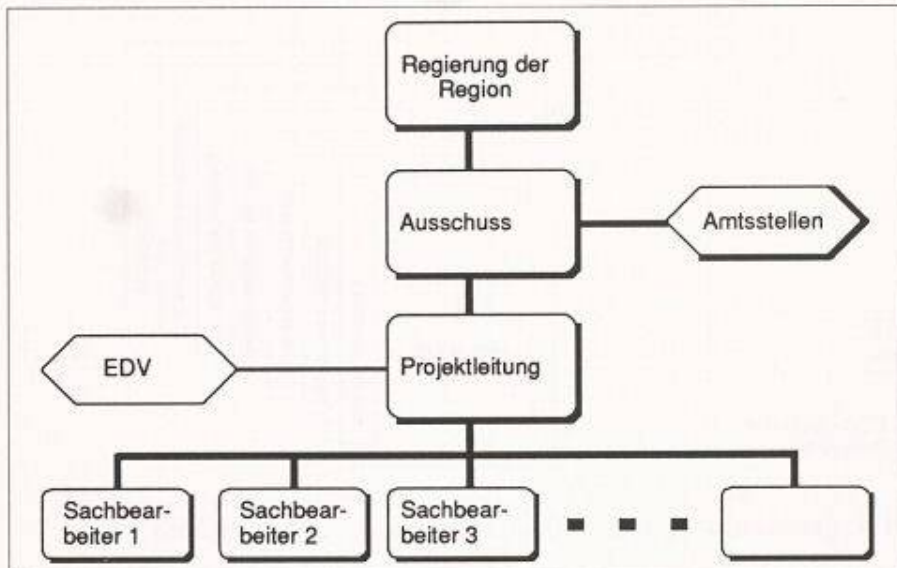 Regierung der
Region
Ausschuss
Amtsstellen
EDV
Projektleitung
Sachbear-
beiter 1
Sachbear-
beiter 2
Sachbear-
beiter 3